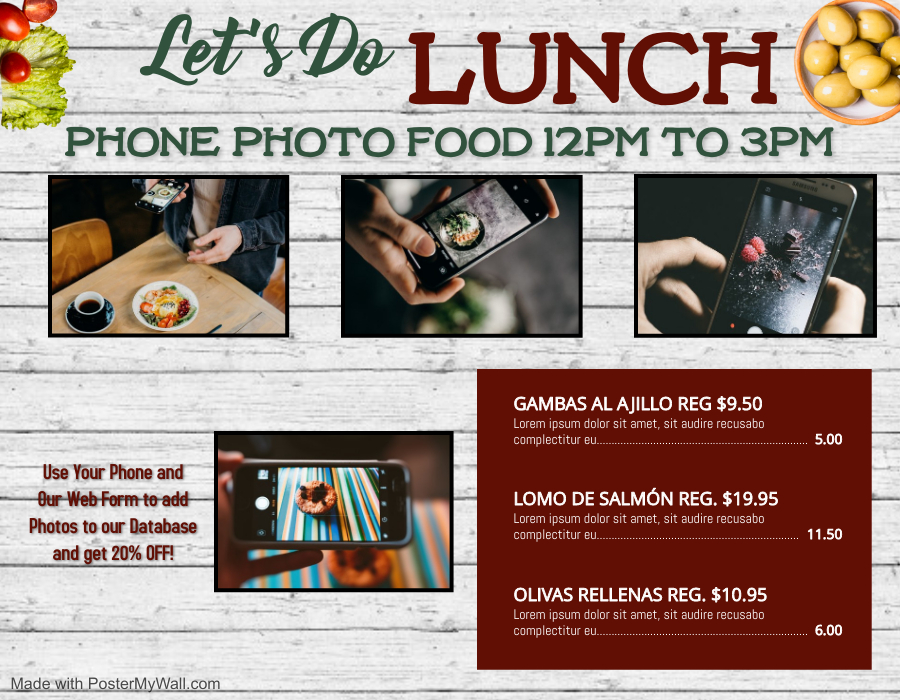 Let's Do LUNCH
PHONE PHOTO FOOD 12PM TO 3PM
SAMSUNG
Use Your Phone and
Our Web Form to add
Photos to our Database
and get 20% OFF!
GAMBAS AL AJILLO REG $9.50
Lorem ipsum dolor sit amet, sit audire recusabo
complectitur eu.......................................................................... 5.00
LOMO DE SALMÓN REG. $19.95
Lorem ipsum dolor sit amet, sit audire recusabo
complectitur eu....................................................................... 11.50
OLIVAS RELLENAS REG. $10.95
Lorem ipsum dolor sit amet, sit audire recusabo
complectitur eu.......................................................................... 6.00
Made with PosterMyWall.com